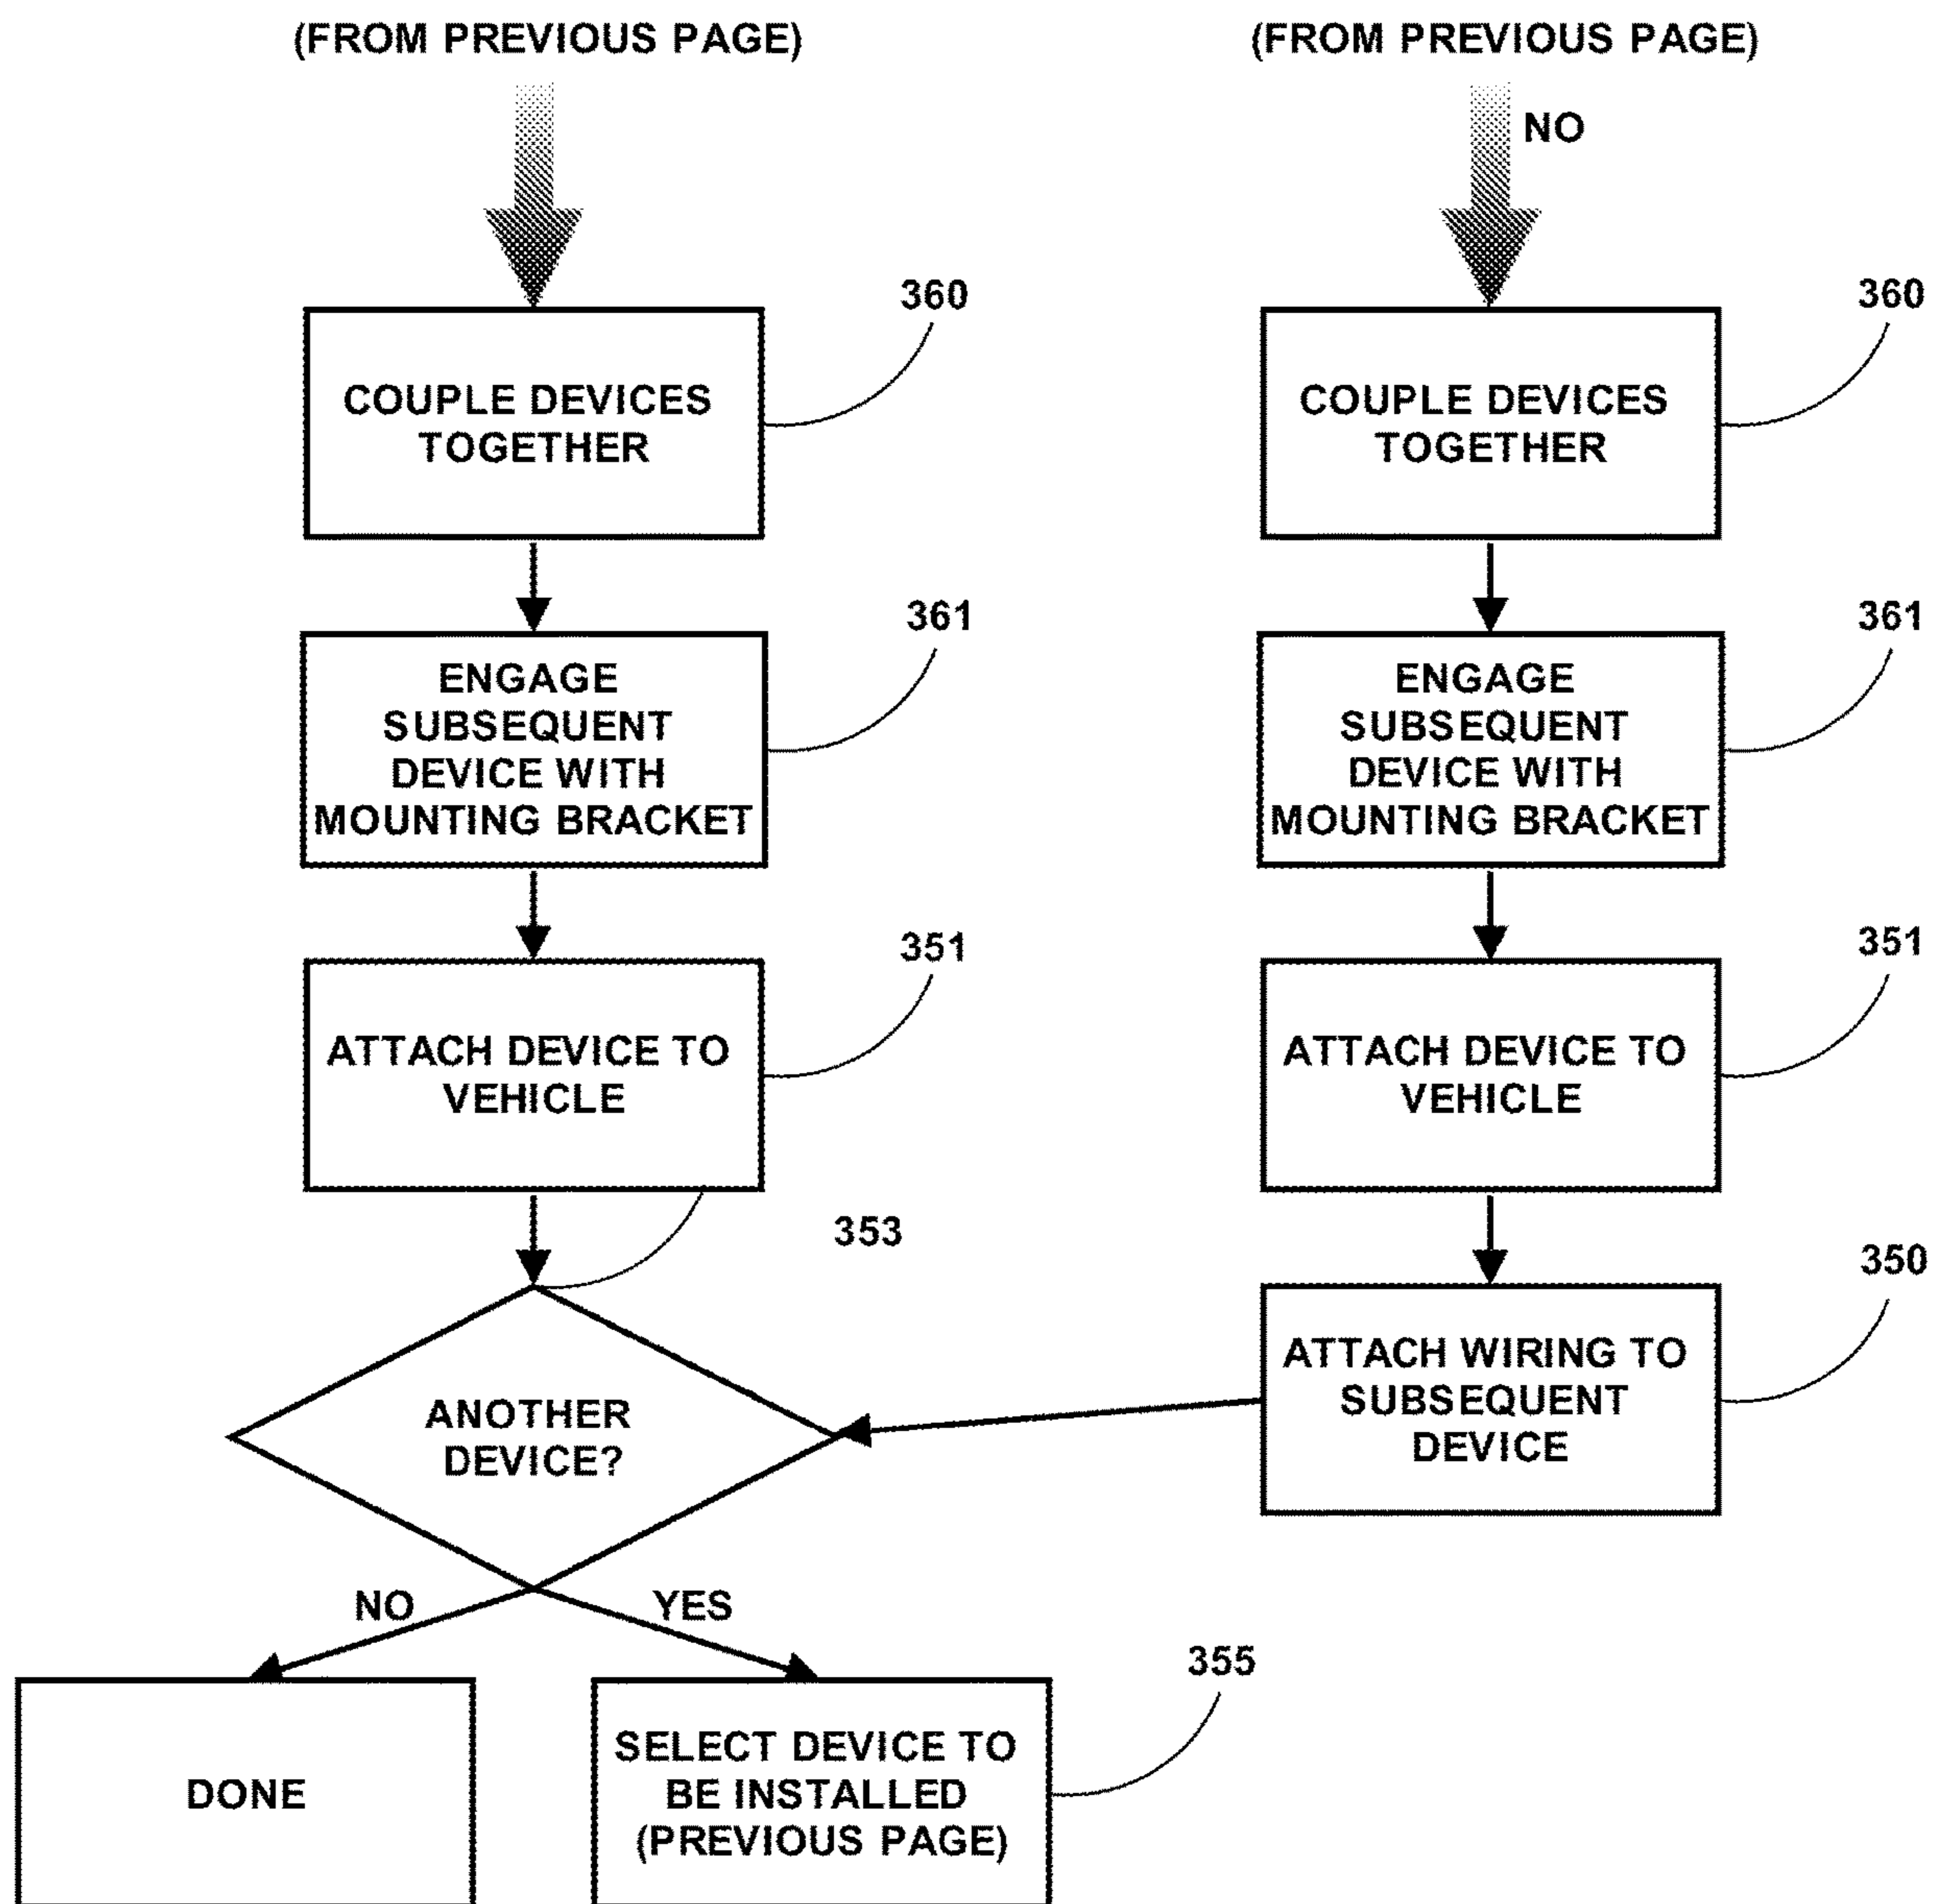 (FROM PREVIOUS PAGE)
(FROM PREVIOUS PAGE)
NO
360
360
COUPLE DEVICES
TOGETHER
COUPLE DEVICES
TOGETHER
361
361
ENGAGE
SUBSEQUENT
DEVICE WITH
MOUNTING BRACKET
ENGAGE
SUBSEQUENT
DEVICE WITH
MOUNTING BRACKET
351
351
ATTACH DEVICE TO
VEHICLE
ATTACH DEVICE TO
VEHICLE
353
350
ANOTHER
DEVICE?
ATTACH WIRING TO
SUBSEQUENT
DEVICE
NO
YES
355
DONE
SELECT DEVICE TO
BE INSTALLED
(PREVIOUS PAGE)